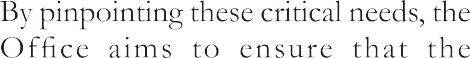 By pinpointing these critical needs, the
Office aims to ensure that the